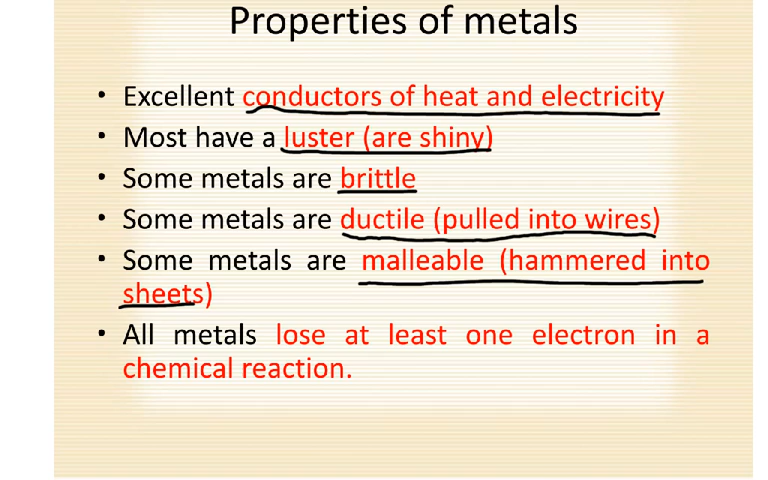 Properties of metals
• Excellent conductors of heat and electricity
• Most have a luster (are shiny)
• Some metals are brittle
• Some metals are ductile (pulled into wires)
• Some metals are malleable (hammered into
sheets)
• All metals lose at least one electron in a
chemical reaction.